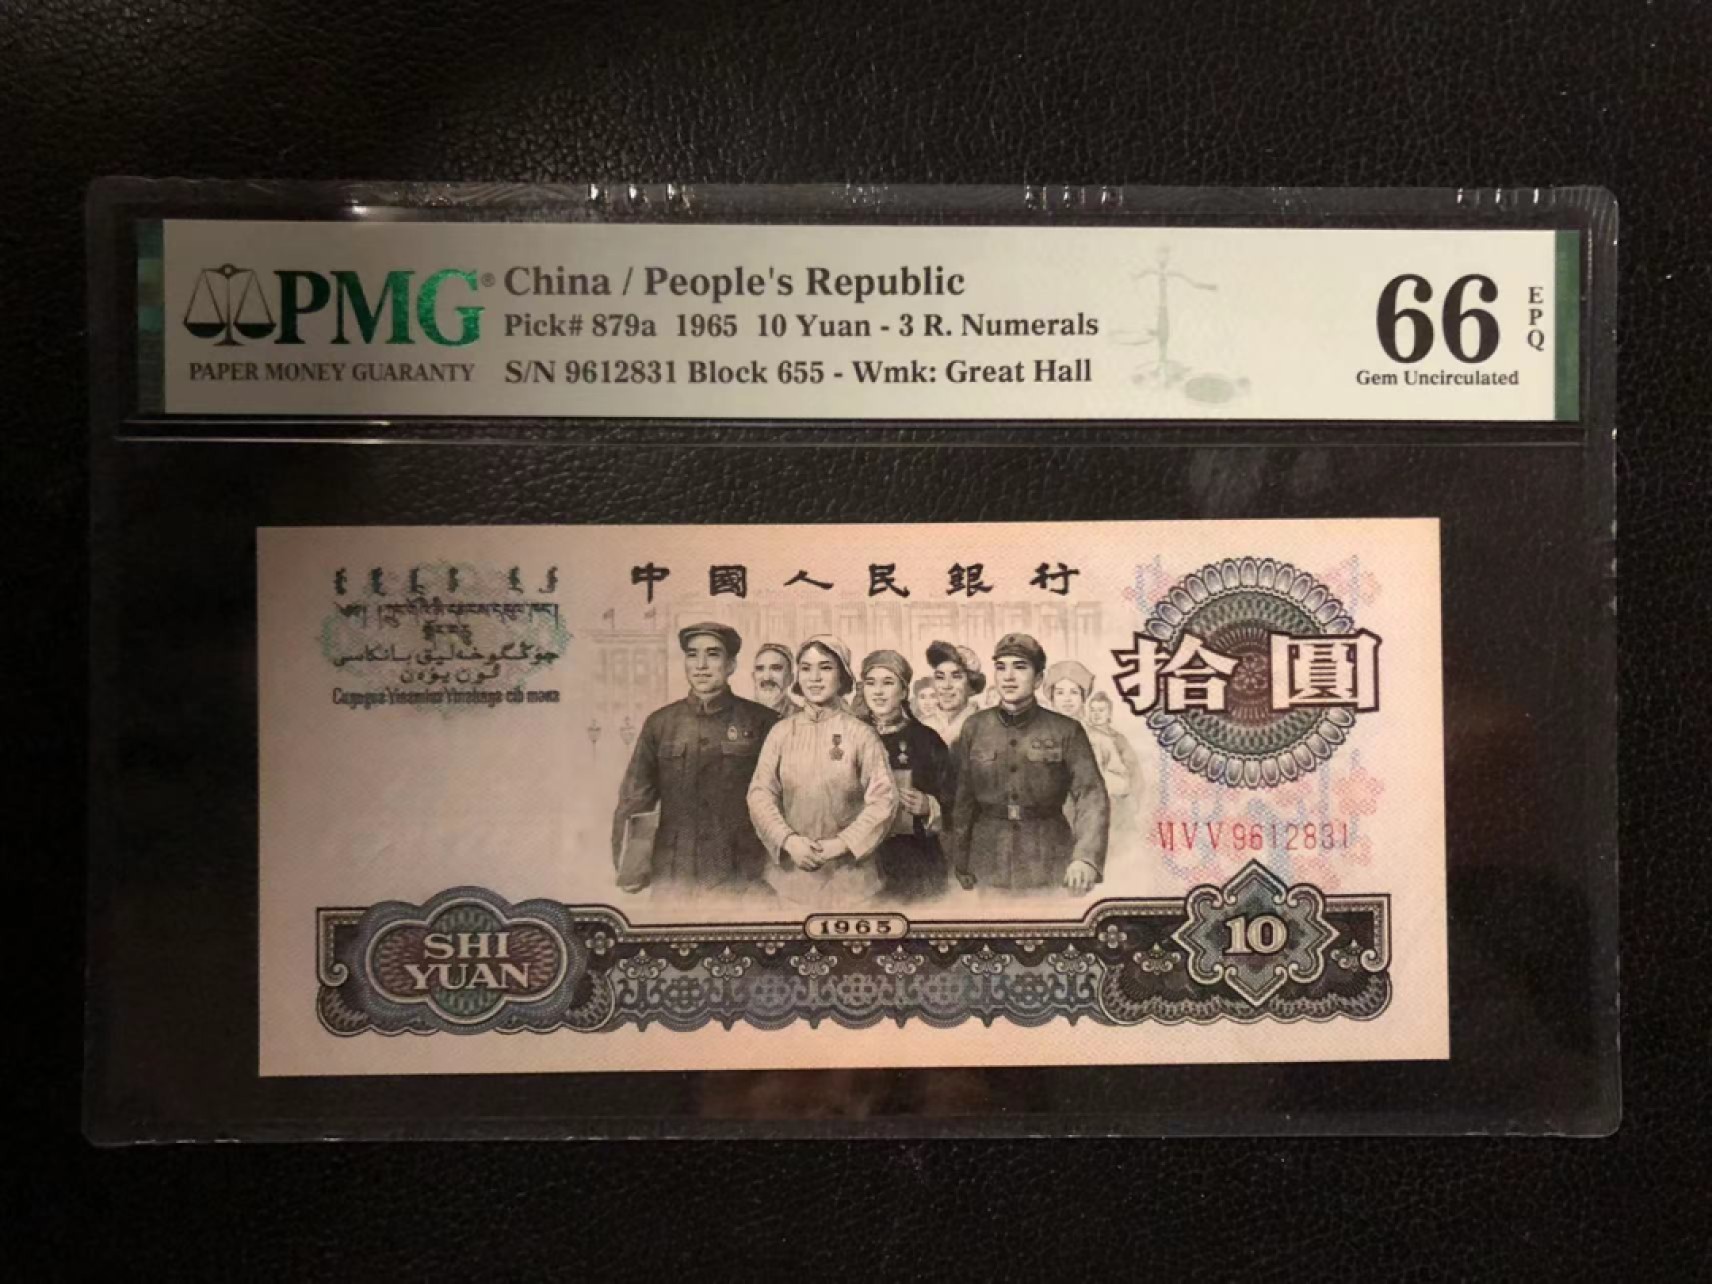 PMG®
PAPER MONEY GUARANTY
China / People's Republic
Pick# 879a 1965 10 Yuan - 3 R. Numerals
S/N 9612831 Block 655 - Wmk: Great Hall
66
EPQ
Gem Uncirculated
中國人民銀行
拾圓
ⅥⅤⅤ9612831
1965
SHI
YUAN
10